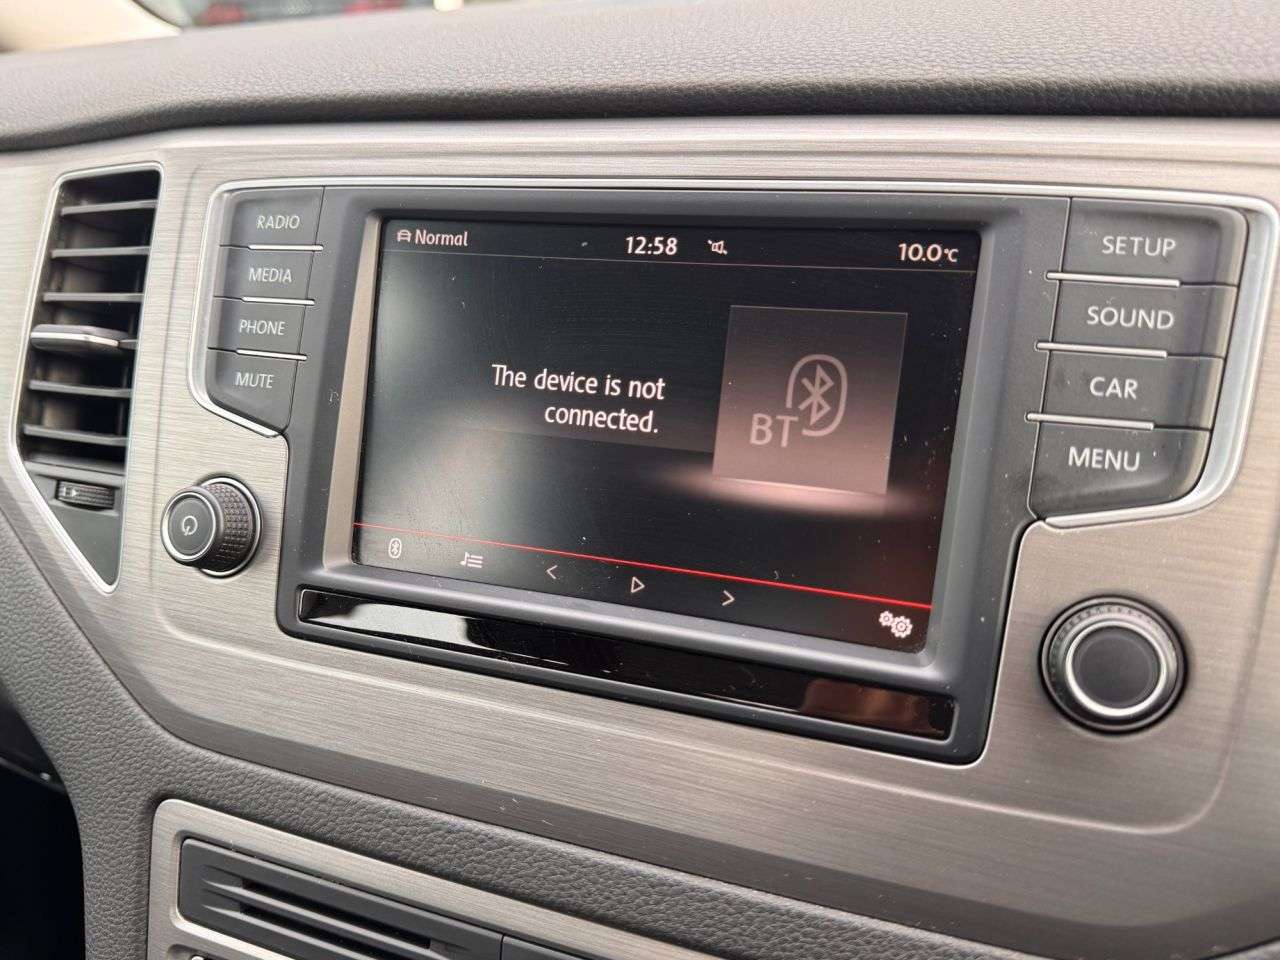 RADIO
MEDIA
PHONE
MUTE
Normal
12:58
10.0°C
The device is not
connected.
BT
SETUP
SOUND
CAR
MENU